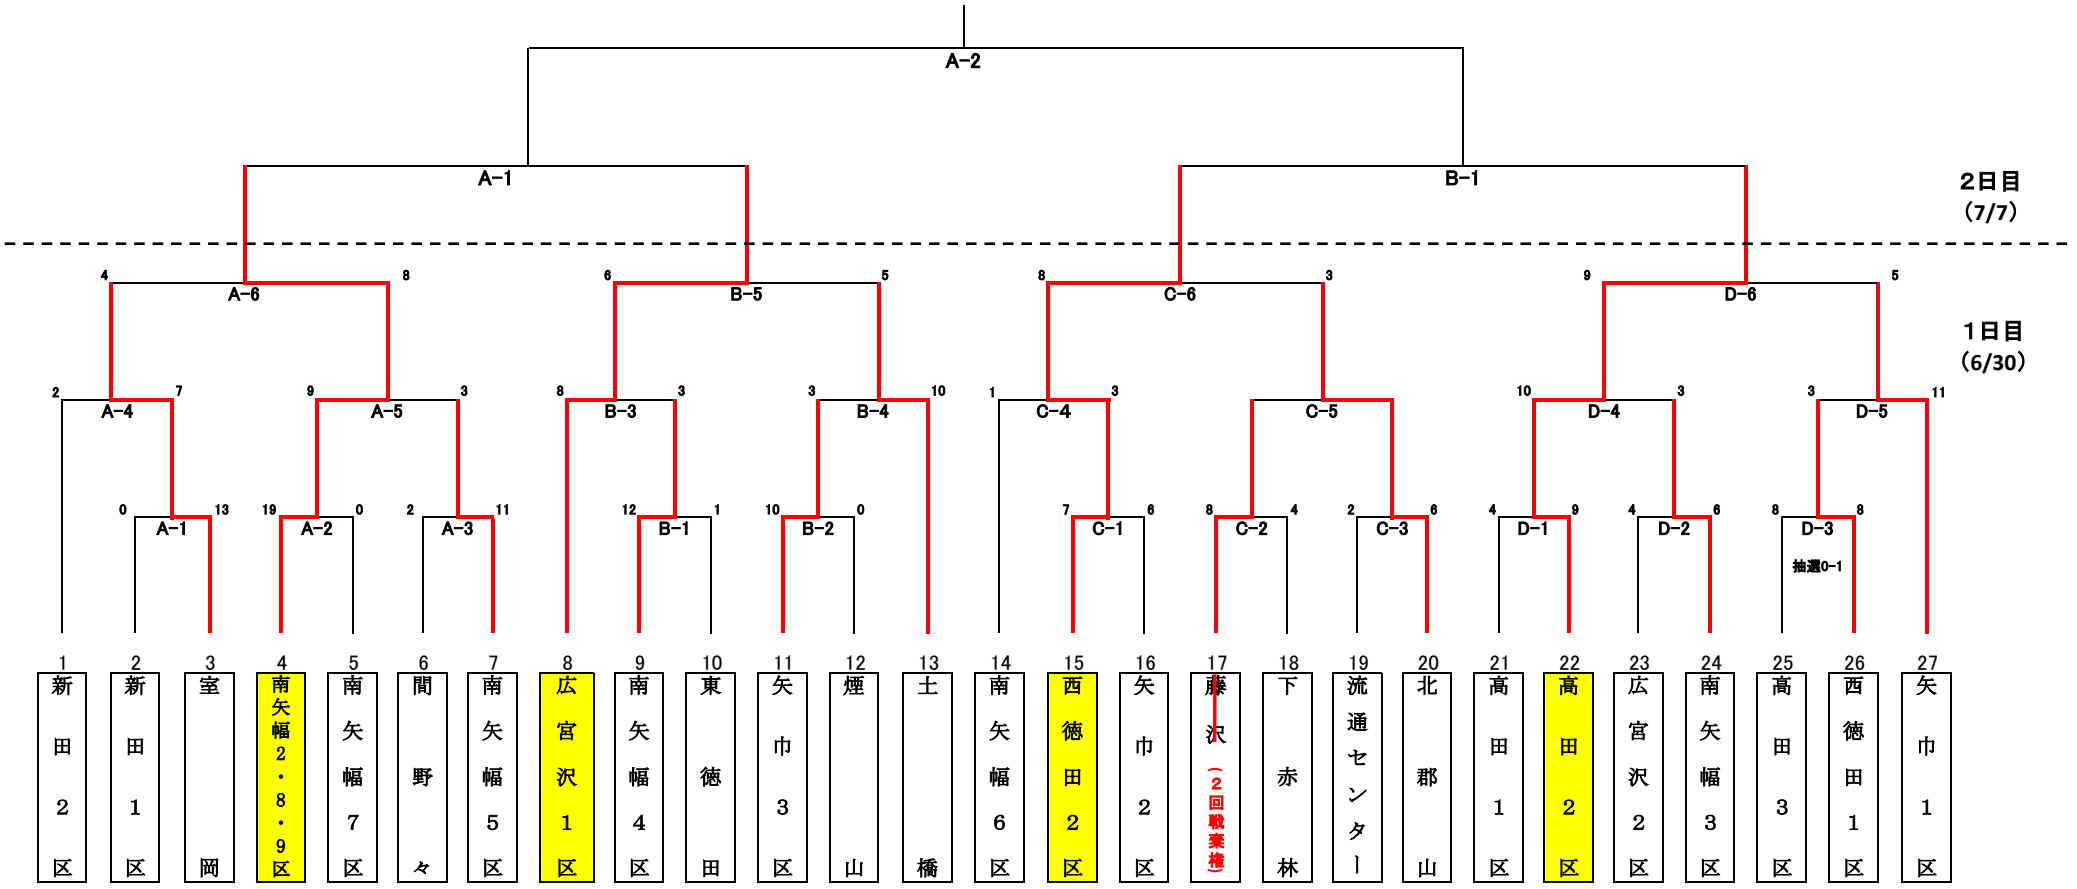 A-2
A-1
B-1
2日目
（7/7）
4 8 6 5 8 3 9 5
A-6 B-5 C-6 D-6
1日目
（6/30）
2 7 9 3 8 3 3 10 1 3 10 3 3 11
A-4 A-5 B-3 B-4 C-4 C-5 D-4 D-5
0 13 19 0 2 11 12 1 10 0 7 6 8 4 2 6 4 9 4 6 8 8
A-1 A-2 A-3 B-1 B-2 C-1 C-2 C-3 D-1 D-2 D-3
抽選0-1
1 2 3 4 5 6 7 8 9 10 11 12 13 14 15 16 17 18 19 20 21 22 23 24 25 26 27
新田2区
新田1区
室岡
南矢幅2・8・9区
南矢幅7区
間野々
南矢幅5区
広宮沢1区
南矢幅4区
東徳田
矢巾3区
煙山
土橋
南矢幅6区
西徳田2区
矢巾2区
藤沢（2回戦棄権）
下赤林
流通センター
北郡山
高田1区
高田2区
広宮沢2区
南矢幅3区
高田3区
西徳田1区
矢巾1区